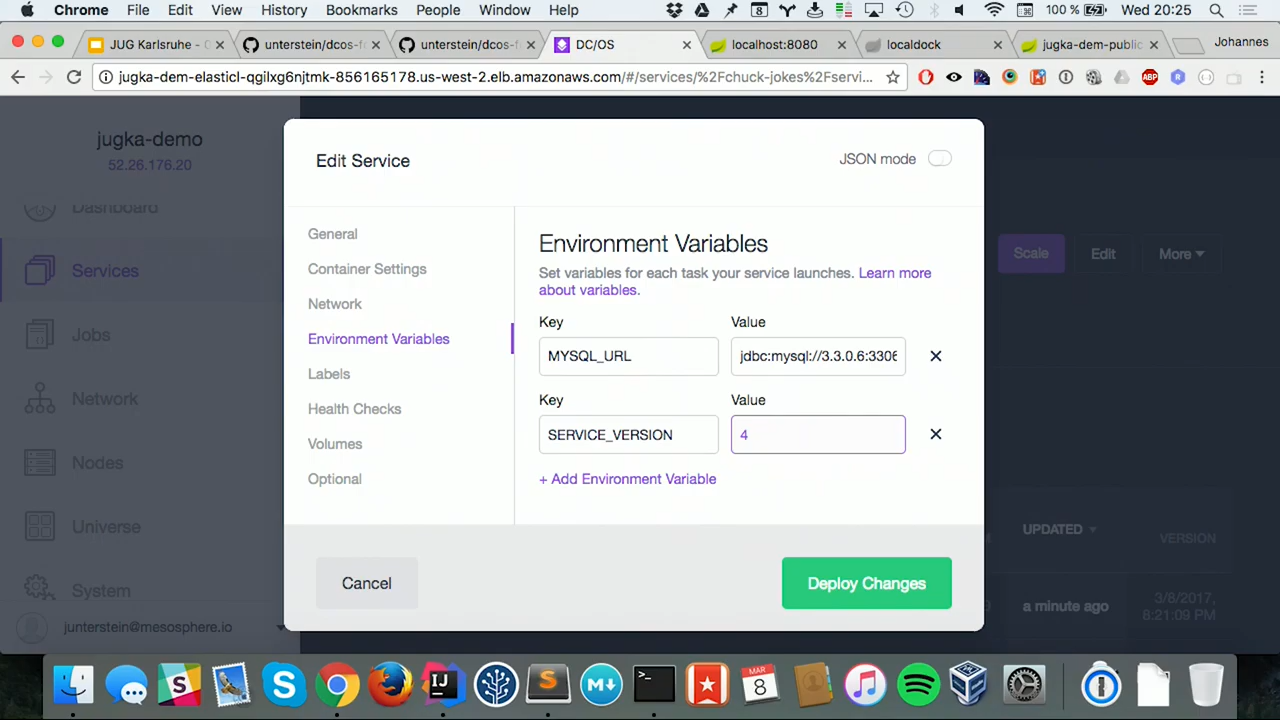 Chrome File Edit View History Bookmarks People Window Help 8 100 % Wed 20:25
JUG Karlsruhe - C unterstein/dcos- unterstein/dcos- DC/OS localhost:8080 localdock jugka-dem-public Johannes
jugka-dem-elasticl-qgilxg6njtmk-856165178.us-west-2.elb.amazonaws.com/#/services/%2Fchuck-jokes%2Fservi... ABP
jugka-demo
52.26.176.20
Dashboard
Services
Jobs
Network
Nodes
Universe
System
junterstein@mesosphere.io
Edit Service
JSON mode
General
Container Settings
Network
Environment Variables
Labels
Health Checks
Volumes
Optional
Environment Variables
Set variables for each task your service launches. Learn more
about variables.
Key Value
MYSQL_URL jdbc:mysql://3.3.0.6:3306
Key Value
SERVICE_VERSION 4
+ Add Environment Variable
Cancel
Deploy Changes
Scale Edit More
UPDATED
VERSION
a minute ago
3/8/2017,
8:21:09 PM
MAR
8